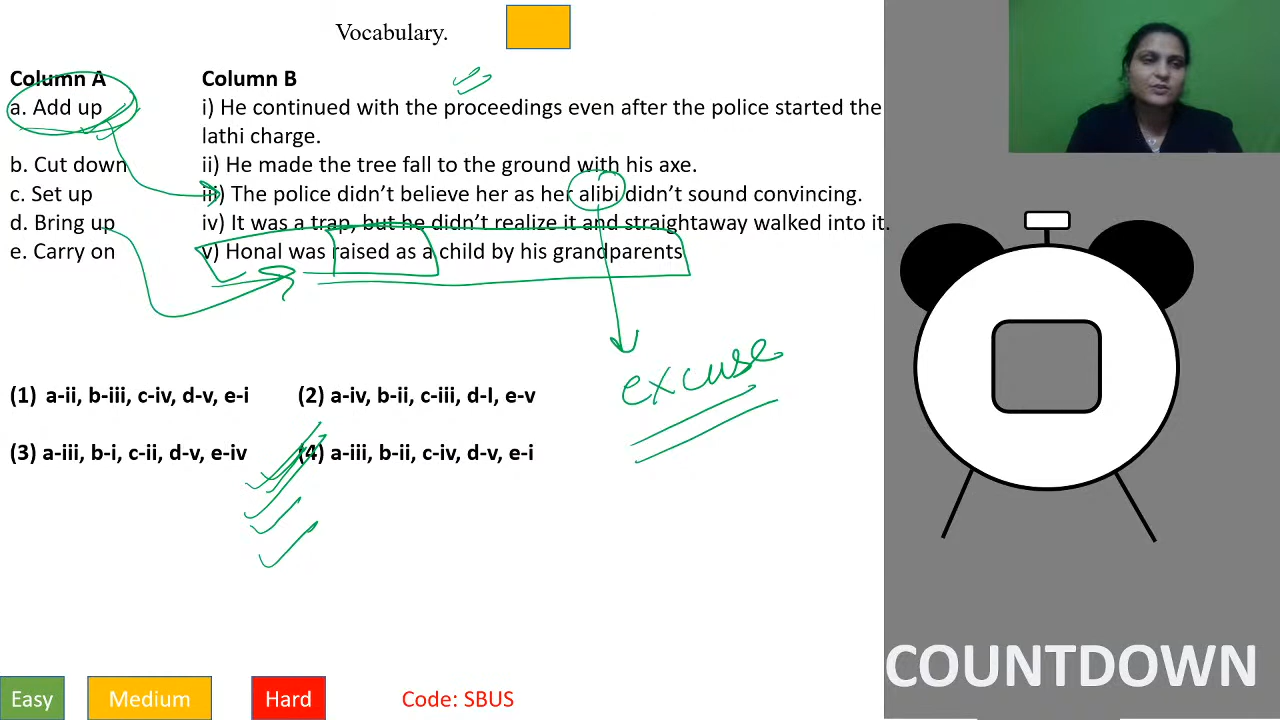 Vocabulary.
Column A Column B
a. Add up i) He continued with the proceedings even after the police started the
lathi charge.
b. Cut down ii) He made the tree fall to the ground with his axe.
c. Set up iii) The police didn’t believe her as her alibi didn’t sound convincing.
d. Bring up iv) It was a trap, but he didn’t realize it and straightaway walked into it.
e. Carry on v) Honal was raised as a child by his grandparents
excuse
(1) a-ii, b-iii, c-iv, d-v, e-i (2) a-iv, b-ii, c-iii, d-I, e-v
(3) a-iii, b-i, c-ii, d-v, e-iv (4) a-iii, b-ii, c-iv, d-v, e-i
COUNTDOWN
Easy Medium Hard Code: SBUS